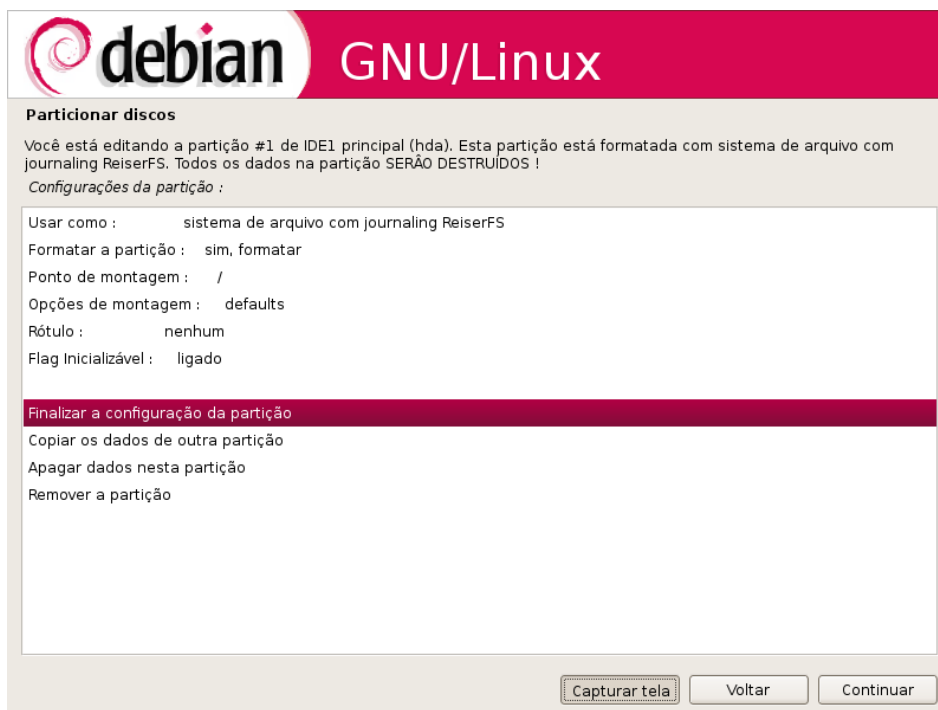 debian GNU/Linux
Particionar discos
Você está editando a partição #1 de IDE1 principal (hda). Esta partição está formatada com sistema de arquivo com
journaling ReiserFS. Todos os dados na partição SERÃO DESTRUÍDOS !
Configurações da partição :
Usar como : sistema de arquivo com journaling ReiserFS
Formatar a partição : sim, formatar
Ponto de montagem : /
Opções de montagem : defaults
Rótulo : nenhum
Flag Inicializável : ligado
Finalizar a configuração da partição
Copiar os dados de outra partição
Apagar dados nesta partição
Remover a partição
Capturar tela Voltar Continuar